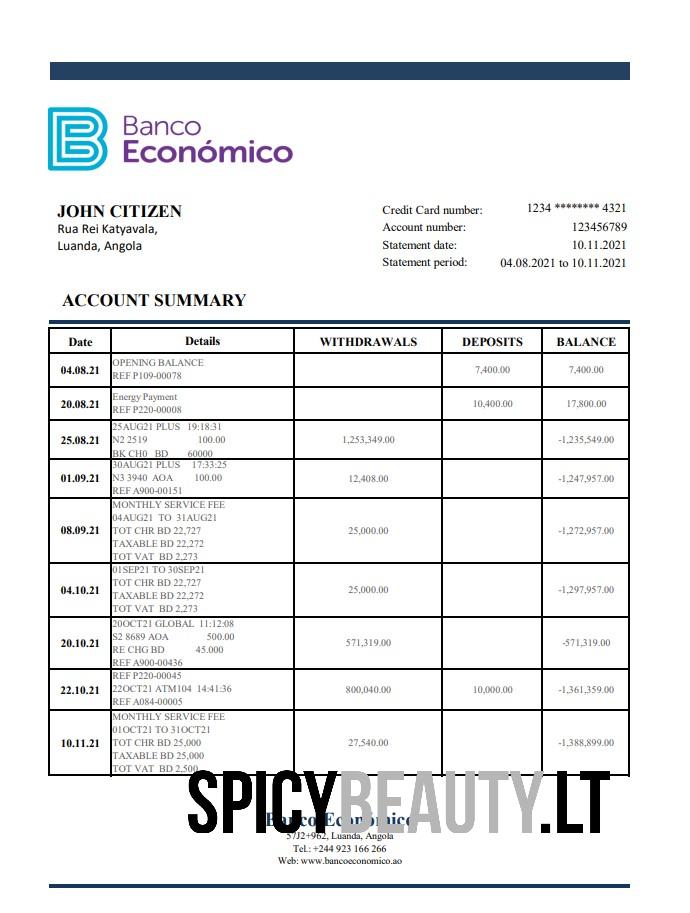 Banco
Económico
JOHN CITIZEN
Rua Rei Katyavala,
Luanda, Angola
Credit Card number: 1234 ******** 4321
Account number: 123456789
Statement date: 10.11.2021
Statement period: 04.08.2021 to 10.11.2021
ACCOUNT SUMMARY
Date Details WITHDRAWALS DEPOSITS BALANCE
04.08.21 OPENING BALANCE 7,400.00 7,400.00
REF P109-00078
20.08.21 Energy Payment 10,400.00 17,800.00
REF P220-00008
25AUG21 PLUS 19:18:31
25.08.21 N2 2519 100.00 1,253,349.00 -1,235,549.00
BK CH0 BD 60000
30AUG21 PLUS 17:33:25
01.09.21 N3 3940 AOA 100.00 12,408.00 -1,247,957.00
REF A900-00151
MONTHLY SERVICE FEE
04AUG21 TO 31AUG21
08.09.21 TOT CHR BD 22,727 25,000.00 -1,272,957.00
TAXABLE BD 22,272
TOT VAT BD 2,273
01SEP21 TO 30SEP21
TOT CHR BD 22,727
04.10.21 TAXABLE BD 22,272 25,000.00 -1,297,957.00
TOT VAT BD 2,273
20OCT21 GLOBAL 11:12:08
S2 8689 AOA 500.00
20.10.21 RE CHG BD 45.000 571,319.00 -571,319.00
REF A900-00436
REF P220-00045
22.10.21 22OCT21 ATM104 14:41:36 800,040.00 10,000.00 -1,361,359.00
REF A084-00005
MONTHLY SERVICE FEE
01OCT21 TO 31OCT21
10.11.21 TOT CHR BD 25,000 27,540.00 -1,388,899.00
TAXABLE BD 25,000
TOT VAT BD 2,500
SPICYBEAUTY.LT
Banco Económico
57J2+962, Luanda, Angola
Tel.: +244 923 166 266
Web: www.bancoeconomico.ao